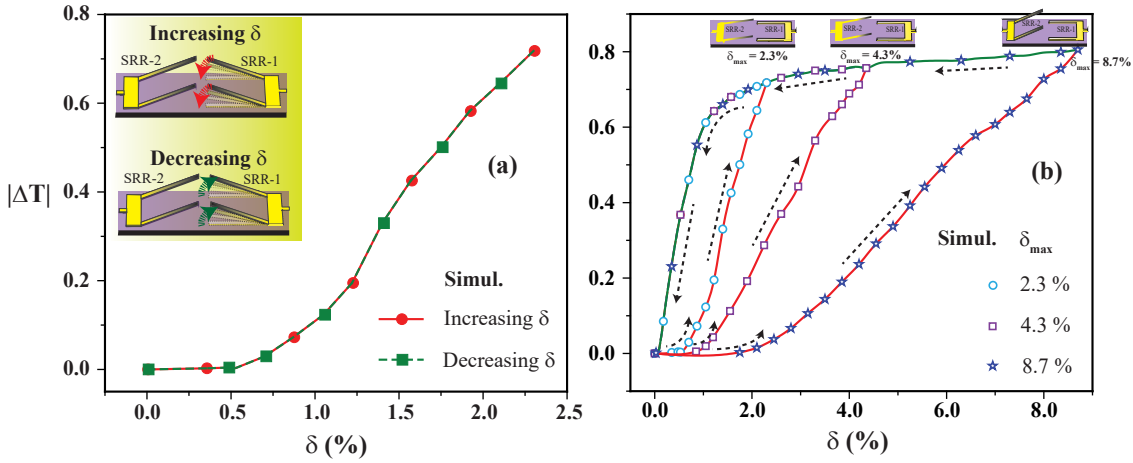 0.8
0.6
0.4
0.2
0.0
|ΔT|
0.0 0.5 1.0 1.5 2.0 2.5
δ (%)
Increasing δ
SRR-2 SRR-1
Decreasing δ
SRR-2 SRR-1
(a)
Simul.
Increasing δ
Decreasing δ
0.8
0.6
0.4
0.2
0.0
0.0 2.0 4.0 6.0 8.0
δ (%)
SRR-2 SRR-1
δmax = 2.3%
SRR-2 SRR-1
δmax = 4.3%
SRR-2 SRR-1
δmax = 8.7%
(b)
Simul. δmax
2.3 %
4.3 %
8.7 %